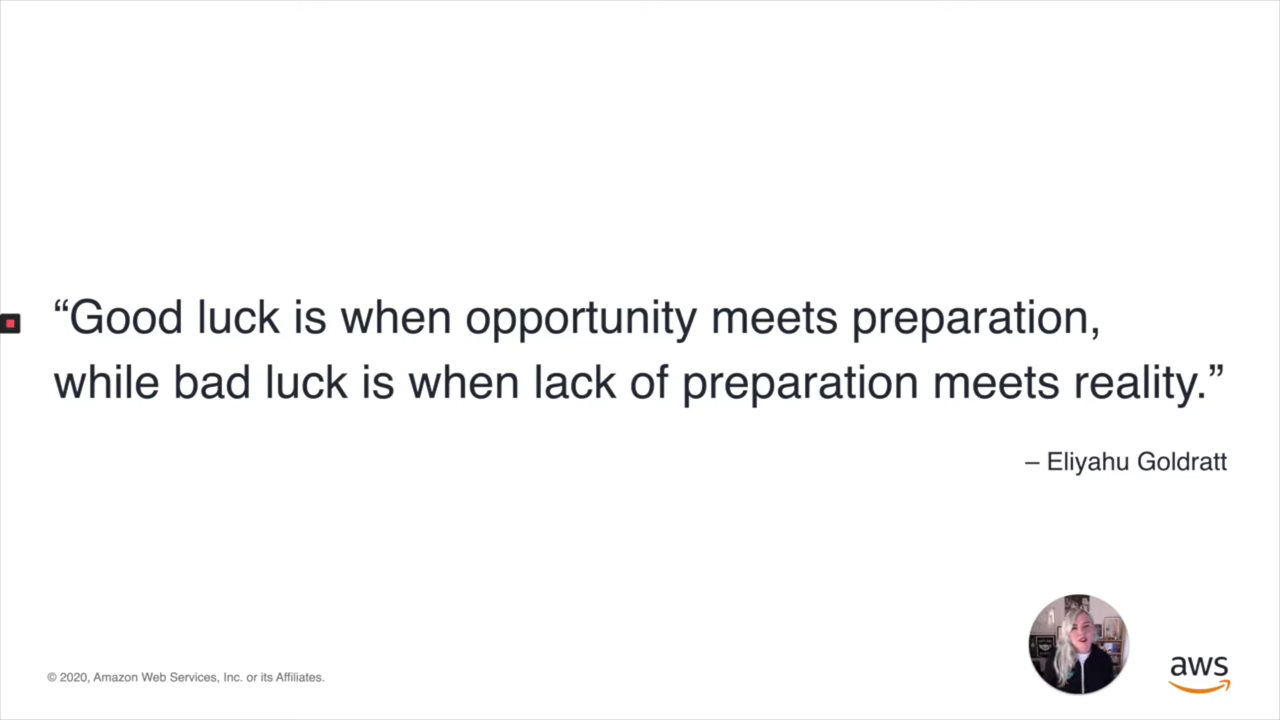 “Good luck is when opportunity meets preparation,
while bad luck is when lack of preparation meets reality.”
– Eliyahu Goldratt
© 2020, Amazon Web Services, Inc. or its Affiliates.
aws